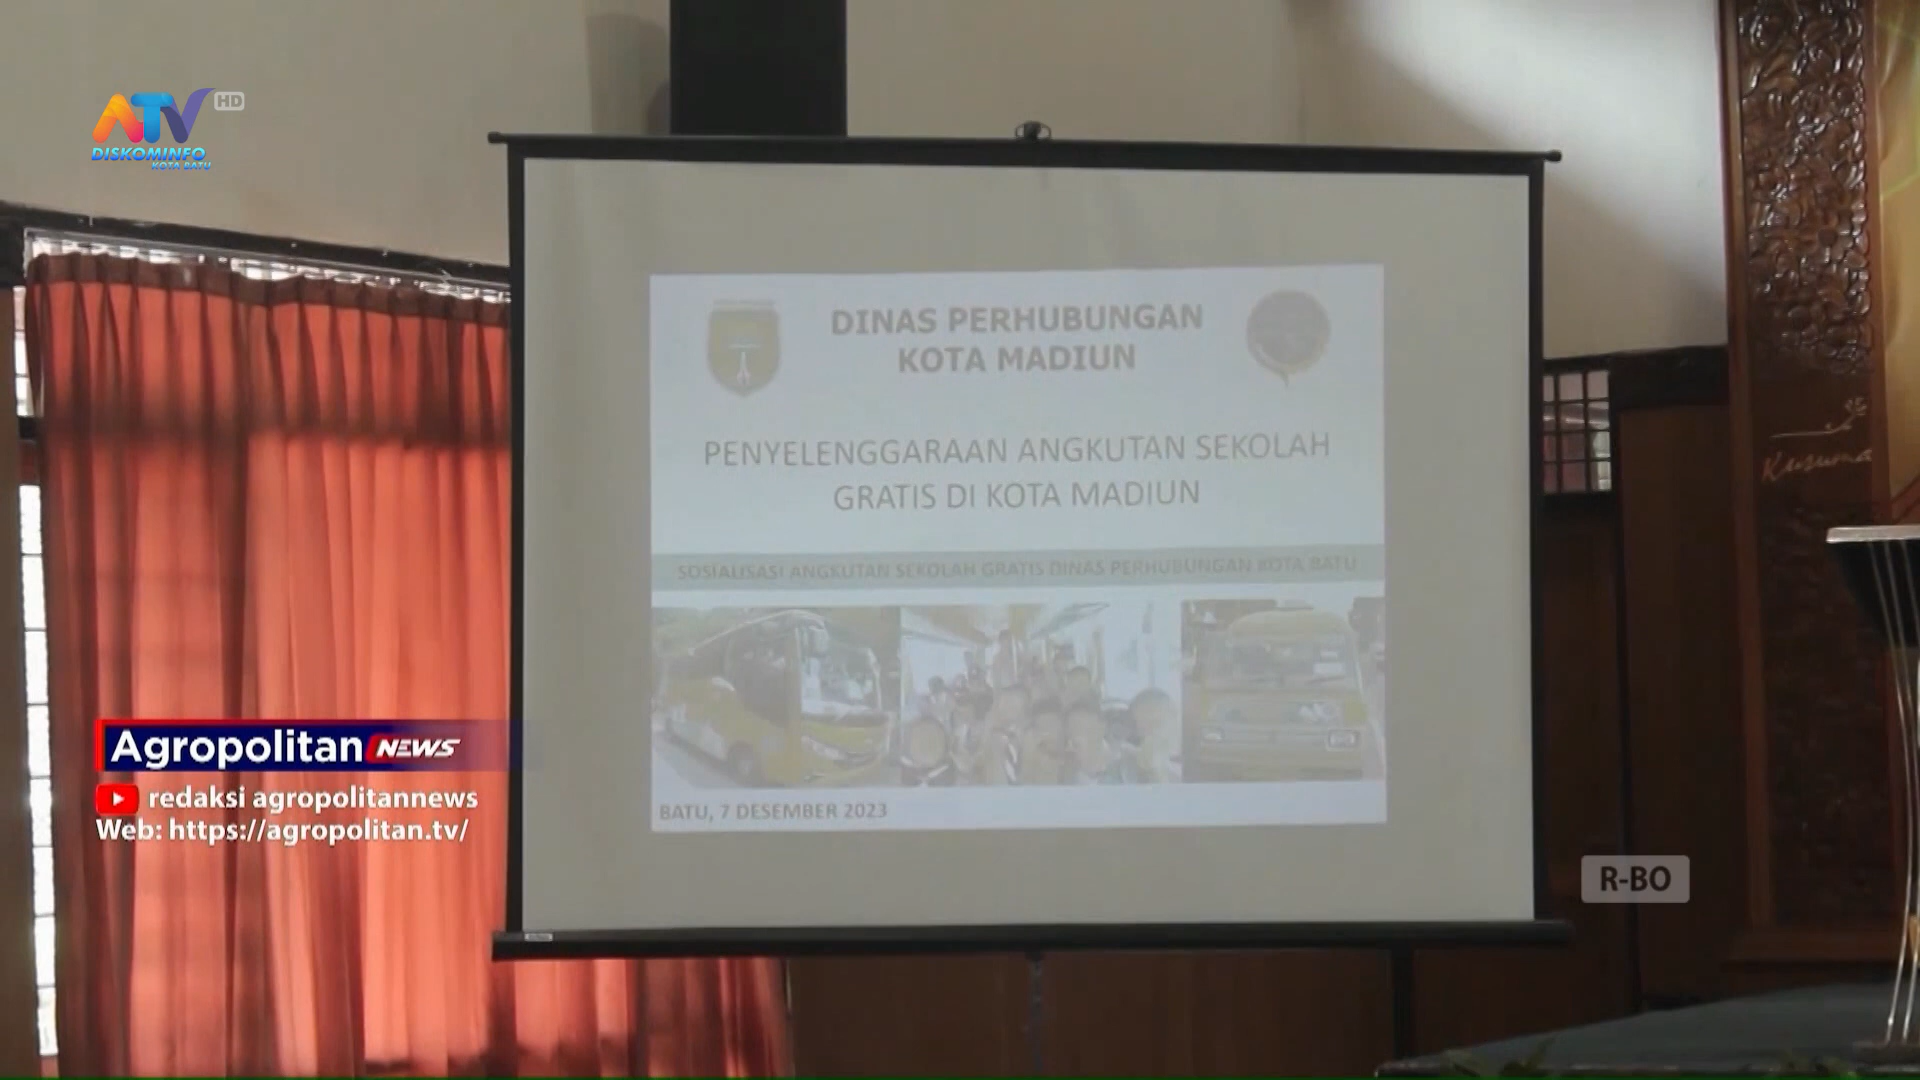 ATV HD
DISKOMINFO
KOTA BATU
DINAS PERHUBUNGAN
KOTA MADIUN
PENYELENGGARAAN ANGKUTAN SEKOLAH
GRATIS DI KOTA MADIUN
SOSIALISASI ANGKUTAN SEKOLAH GRATIS DINAS PERHUBUNGAN KOTA BATU
BATU, 7 DESEMBER 2023
Kusuma
Agropolitan NEWS
redaksi agropolitannews
Web: https://agropolitan.tv/
R-BO